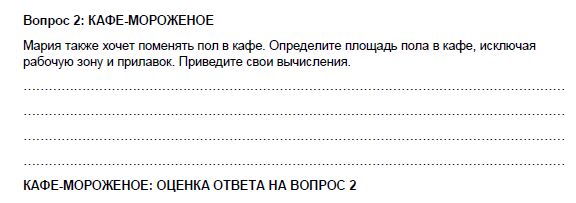 Вопрос 2: КАФЕ-МОРОЖЕНОЕ
Мария также хочет поменять пол в кафе. Определите площадь пола в кафе, исключая
рабочую зону и прилавок. Приведите свои вычисления.
КАФЕ-МОРОЖЕНОЕ: ОЦЕНКА ОТВЕТА НА ВОПРОС 2